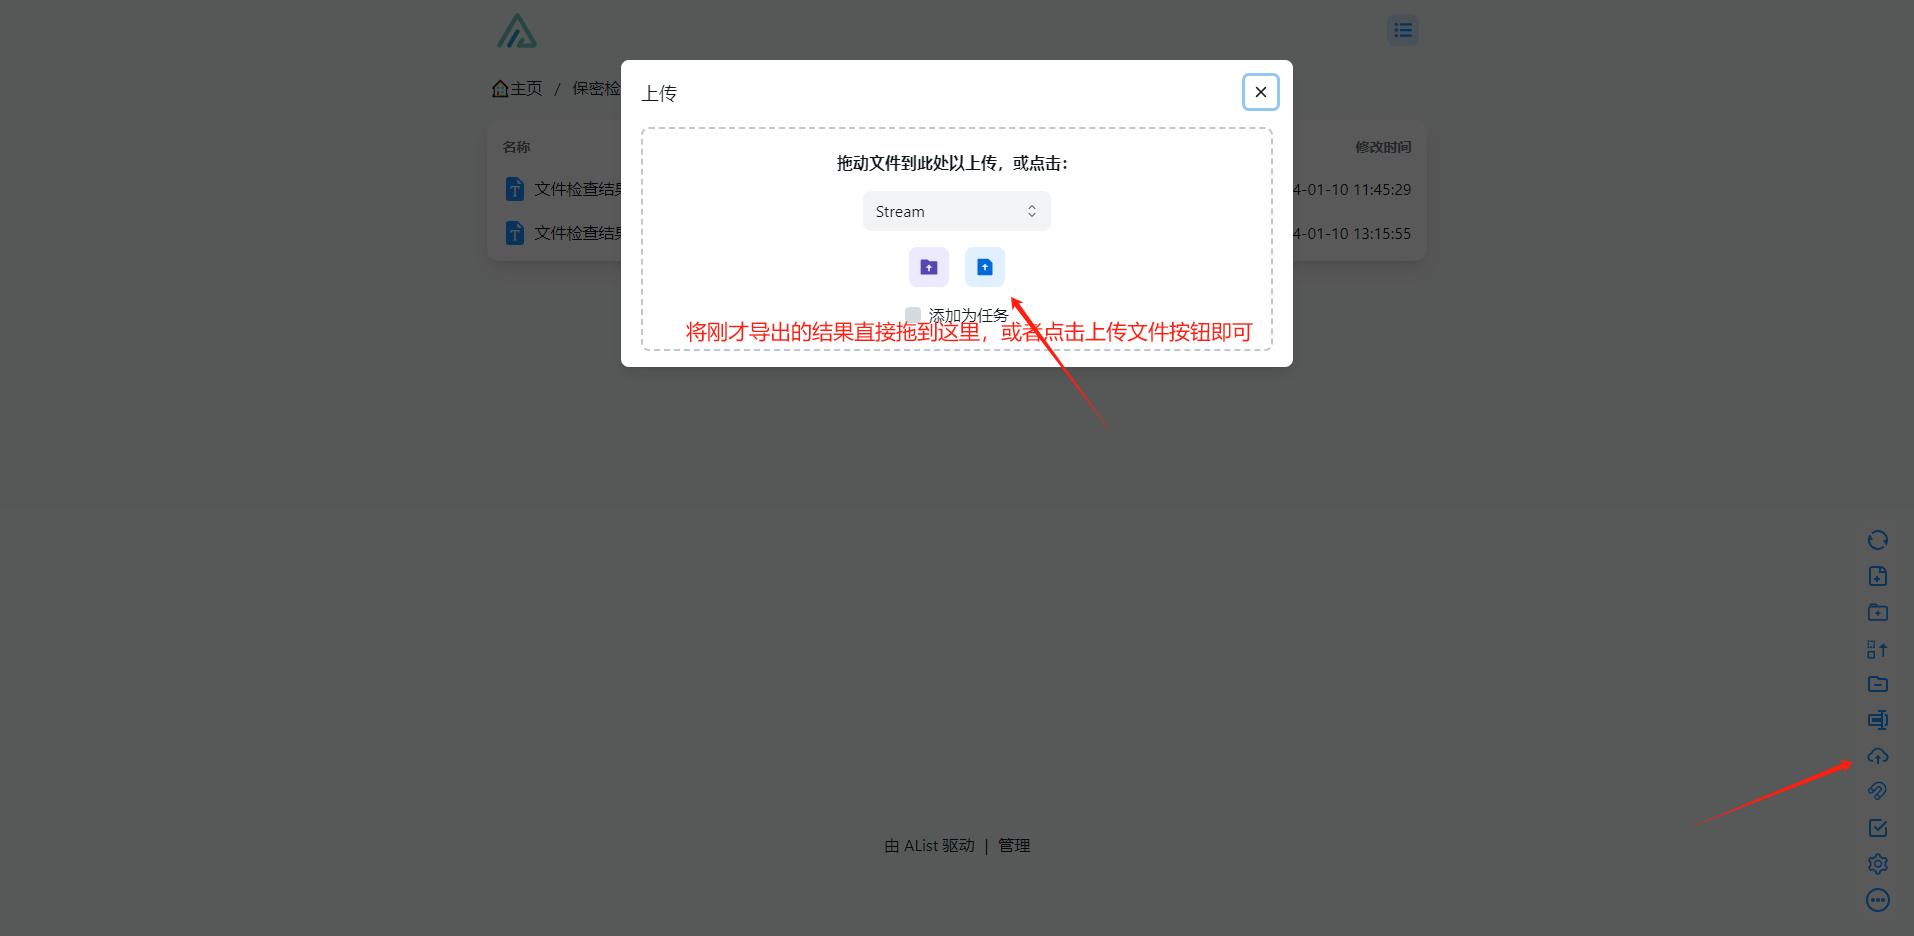 主页 / 保密检
上传
名称
修改时间
拖动文件到此处以上传，或点击：
文件检查结果
4-01-10 11:45:29
Stream
文件检查结果
4-01-10 13:15:55
添加为任务
将刚才导出的结果直接拖到这里，或者点击上传文件按钮即可
由 AList 驱动 | 管理